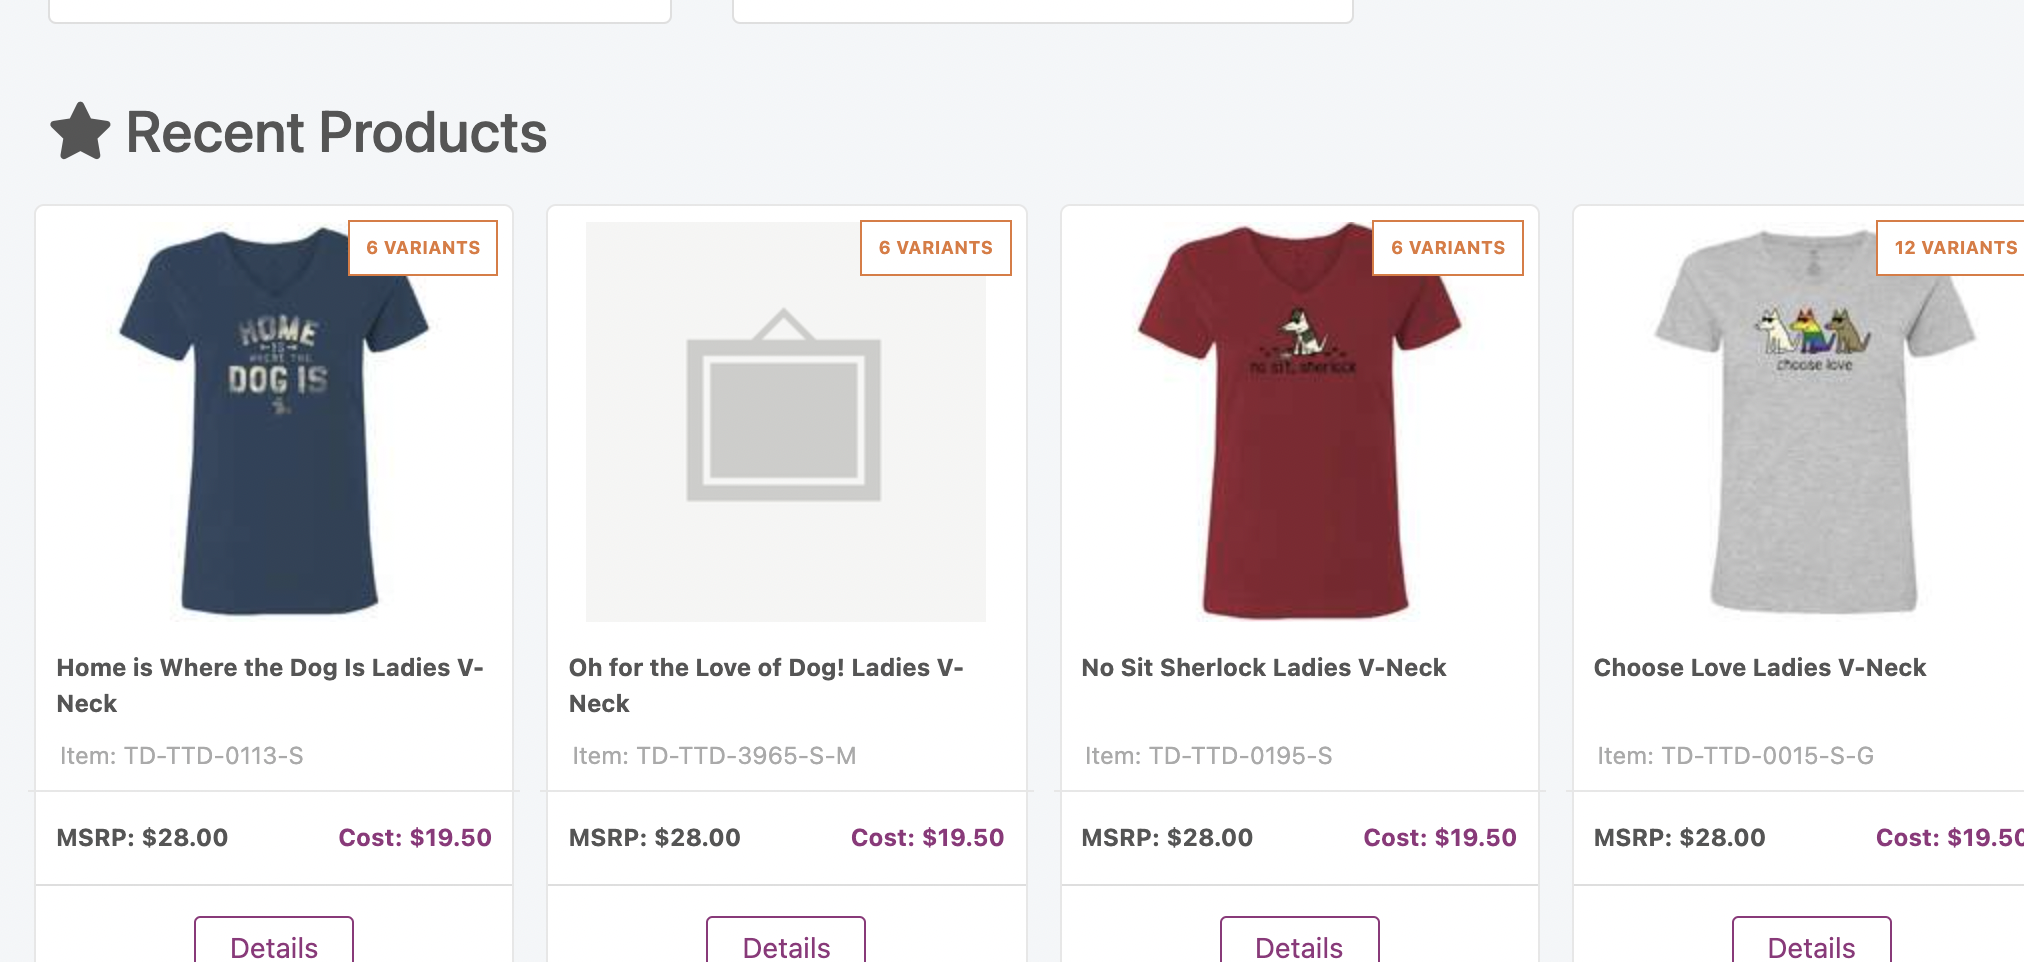 Recent Products
6 VARIANTS
6 VARIANTS
6 VARIANTS
12 VARIANTS
HOME
IS
WHERE THE
DOG IS
no sit, sherlock
choose love
Home is Where the Dog Is Ladies V-
Neck
Oh for the Love of Dog! Ladies V-
Neck
No Sit Sherlock Ladies V-Neck
Choose Love Ladies V-Neck
Item: TD-TTD-0113-S
Item: TD-TTD-3965-S-M
Item: TD-TTD-0195-S
Item: TD-TTD-0015-S-G
MSRP: $28.00 Cost: $19.50
MSRP: $28.00 Cost: $19.50
MSRP: $28.00 Cost: $19.50
MSRP: $28.00 Cost: $19.50
Details
Details
Details
Details